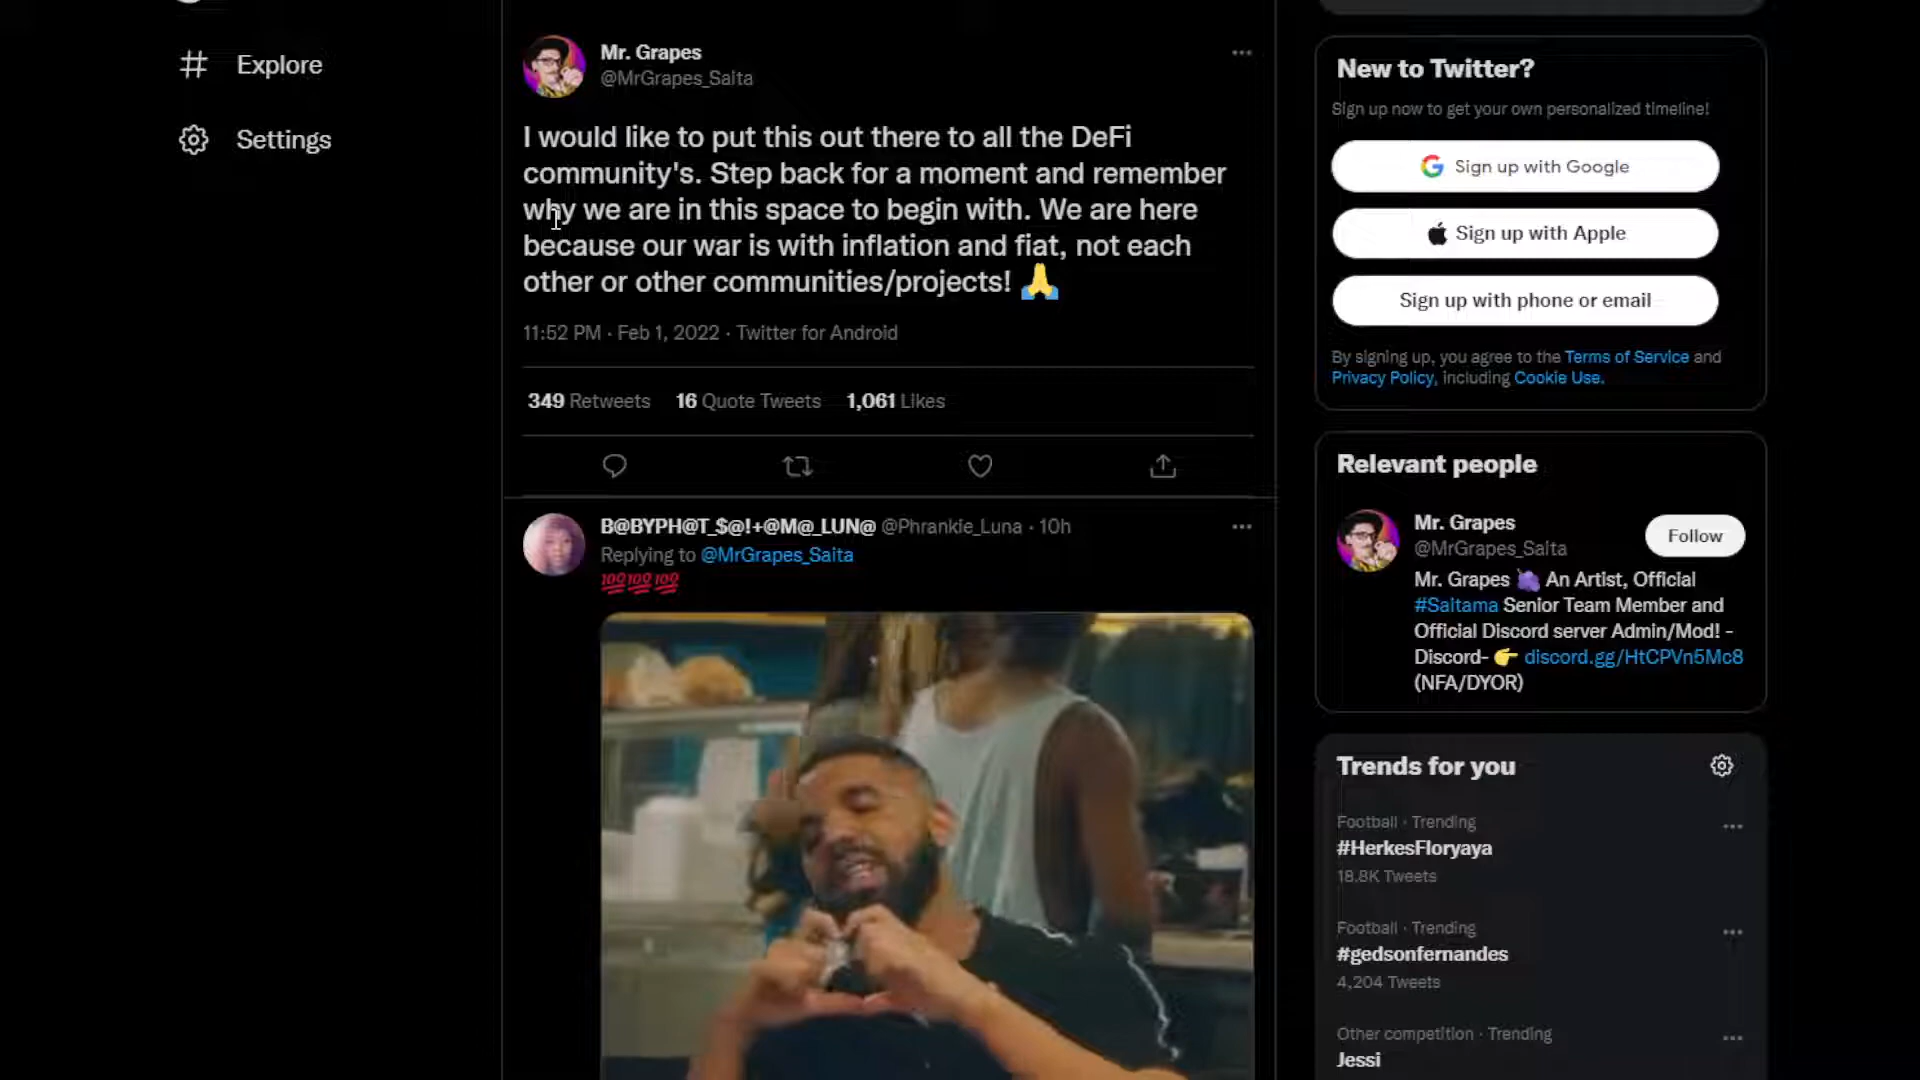 Explore
Settings
Mr. Grapes
@MrGrapes_Saita
I would like to put this out there to all the DeFi
community's. Step back for a moment and remember
why we are in this space to begin with. We are here
because our war is with inflation and fiat, not each
other or other communities/projects! 🙏
11:52 PM · Feb 1, 2022 · Twitter for Android
349 Retweets 16 Quote Tweets 1,061 Likes
B@BYPH@T_$@!+@M@_LUN@ @Phrankie_Luna · 10h
Replying to @MrGrapes_Saita
💯💯💯
New to Twitter?
Sign up now to get your own personalized timeline!
Sign up with Google
Sign up with Apple
Sign up with phone or email
By signing up, you agree to the Terms of Service and
Privacy Policy, including Cookie Use.
Relevant people
Mr. Grapes
@MrGrapes_Saita
Follow
Mr. Grapes 🍇 An Artist, Official
#Saitama Senior Team Member and
Official Discord server Admin/Mod! -
Discord- 👉 discord.gg/HtCPVn5Mc8
(NFA/DYOR)
Trends for you
Football · Trending
#HerkesFloryaya
18.8K Tweets
Football · Trending
#gedsonfernandes
4,204 Tweets
Other competition · Trending
Jessi